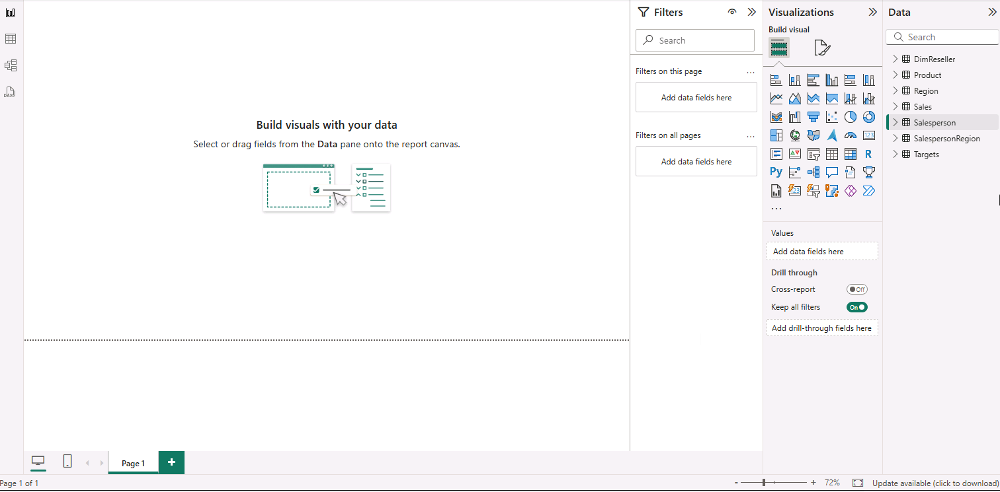 DAX
Build visuals with your data
Select or drag fields from the Data pane onto the report canvas.
Filters
Search
Filters on this page
...
Add data fields here
Filters on all pages
...
Add data fields here
Visualizations
Build visual
123
R
Py
123
...
Values
Add data fields here
Drill through
Cross-report
Off
Keep all filters
On
Add drill-through fields here
Data
Search
DimReseller
Product
Region
Sales
Salesperson
SalespersonRegion
Targets
Page 1
+
Page 1 of 1
- + 72%
Update available (click to download)